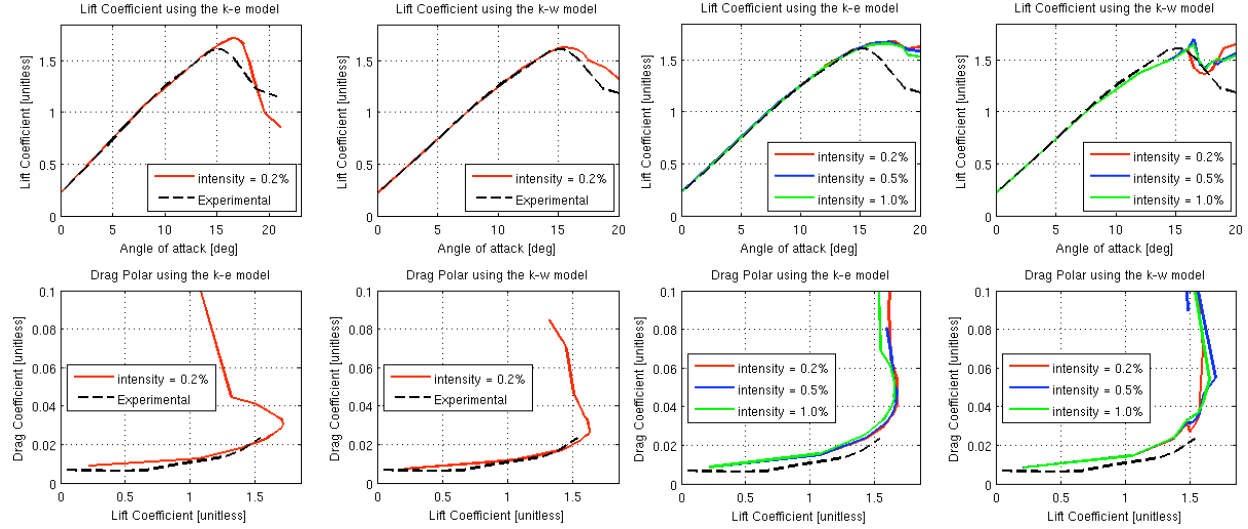 Lift Coefficient using the k-e model
Lift Coefficient [unitless]
1.5
1
0.5
0
intensity = 0.2%
Experimental
0 5 10 15 20
Angle of attack [deg]
Lift Coefficient using the k-w model
Lift Coefficient [unitless]
1.5
1
0.5
0
intensity = 0.2%
Experimental
0 5 10 15 20
Angle of attack [deg]
Lift Coefficient using the k-e model
Lift Coefficient [unitless]
1.5
1
0.5
0
intensity = 0.2%
intensity = 0.5%
intensity = 1.0%
0 5 10 15 20
Angle of attack [deg]
Lift Coefficient using the k-w model
Lift Coefficient [unitless]
1.5
1
0.5
0
intensity = 0.2%
intensity = 0.5%
intensity = 1.0%
0 5 10 15 20
Angle of attack [deg]
Drag Polar using the k-e model
Drag Coefficient [unitless]
0.1
0.08
0.06
0.04
0.02
0
intensity = 0.2%
Experimental
0 0.5 1 1.5
Lift Coefficient [unitless]
Drag Polar using the k-w model
Drag Coefficient [unitless]
0.1
0.08
0.06
0.04
0.02
0
intensity = 0.2%
Experimental
0 0.5 1 1.5
Lift Coefficient [unitless]
Drag Polar using the k-e model
Drag Coefficient [unitless]
0.1
0.08
0.06
0.04
0.02
0
intensity = 0.2%
intensity = 0.5%
intensity = 1.0%
0 0.5 1 1.5
Lift Coefficient [unitless]
Drag Polar using the k-w model
Drag Coefficient [unitless]
0.1
0.08
0.06
0.04
0.02
0
intensity = 0.2%
intensity = 0.5%
intensity = 1.0%
0 0.5 1 1.5
Lift Coefficient [unitless]